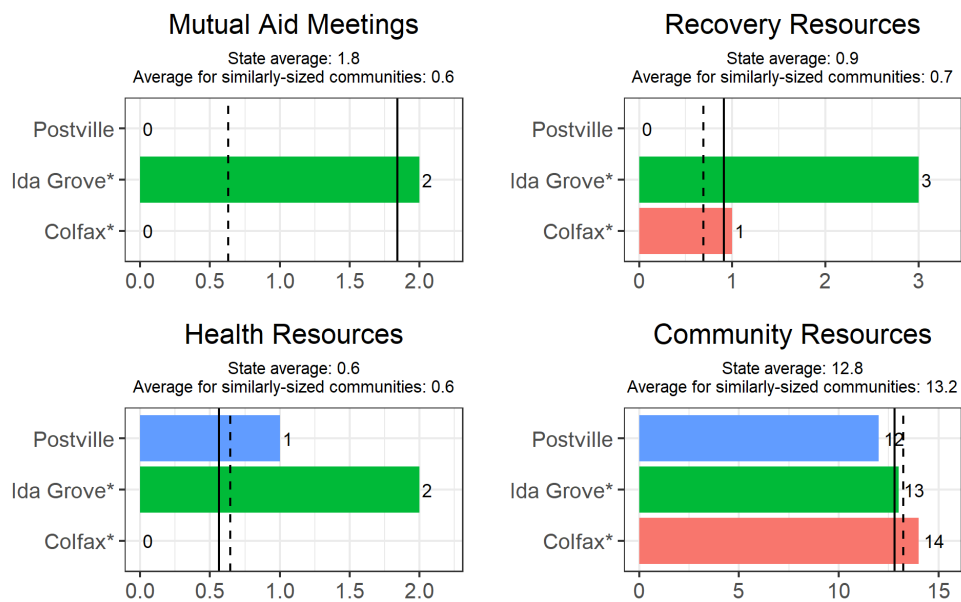 Mutual Aid Meetings
State average: 1.8
Average for similarly-sized communities: 0.6
Postville
0
Ida Grove*
2
Colfax*
0
0.0 0.5 1.0 1.5 2.0
Recovery Resources
State average: 0.9
Average for similarly-sized communities: 0.7
Postville
0
Ida Grove*
3
Colfax*
1
0 1 2 3
Health Resources
State average: 0.6
Average for similarly-sized communities: 0.6
Postville
1
Ida Grove*
2
Colfax*
0
0.0 0.5 1.0 1.5 2.0
Community Resources
State average: 12.8
Average for similarly-sized communities: 13.2
Postville
12
Ida Grove*
13
Colfax*
14
0 5 10 15